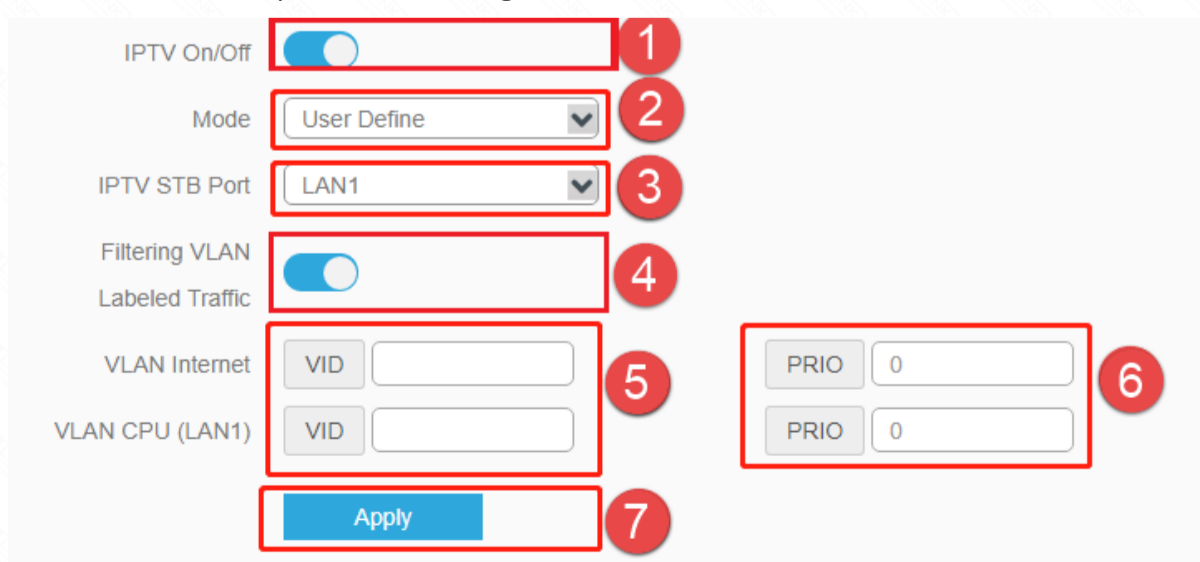 IPTV On/Off 1
Mode User Define 2
IPTV STB Port LAN1 3
Filtering VLAN
Labeled Traffic 4
VLAN Internet VID PRIO 0
5 6
VLAN CPU (LAN1) VID PRIO 0
Apply 7